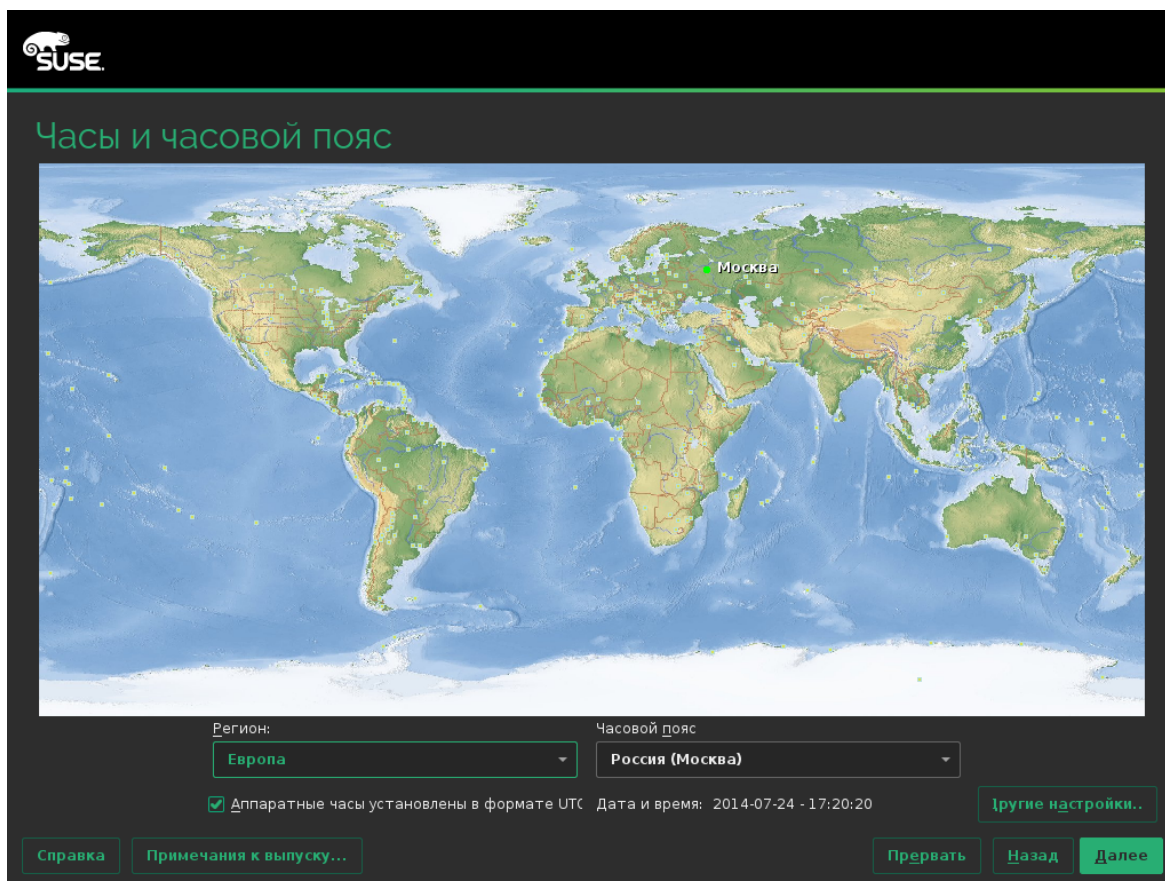 SUSE.
Часы и часовой пояс
Москва
Регион:
Часовой пояс
Европа
Россия (Москва)
Аппаратные часы установлены в формате UTC
Дата и время: 2014-07-24 - 17:20:20
Другие настройки..
Справка
Примечания к выпуску...
Прервать
Назад
Далее